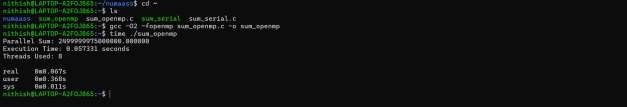 nithish@LAPTOP-A2FOJ865:~/numaass$ cd ~
nithish@LAPTOP-A2FOJ865:~$ ls
numaass  sum_openmp  sum_openmp.c  sum_serial  sum_serial.c
nithish@LAPTOP-A2FOJ865:~$ gcc -O2 -fopenmp sum_openmp.c -o sum_openmp
nithish@LAPTOP-A2FOJ865:~$ time ./sum_openmp
Parallel Sum: 2499999975000000.000000
Execution Time: 0.057331 seconds
Threads Used: 8
real 0m0.067s
user 0m0.360s
sys 0m0.011s
nithish@LAPTOP-A2FOJ865:~$